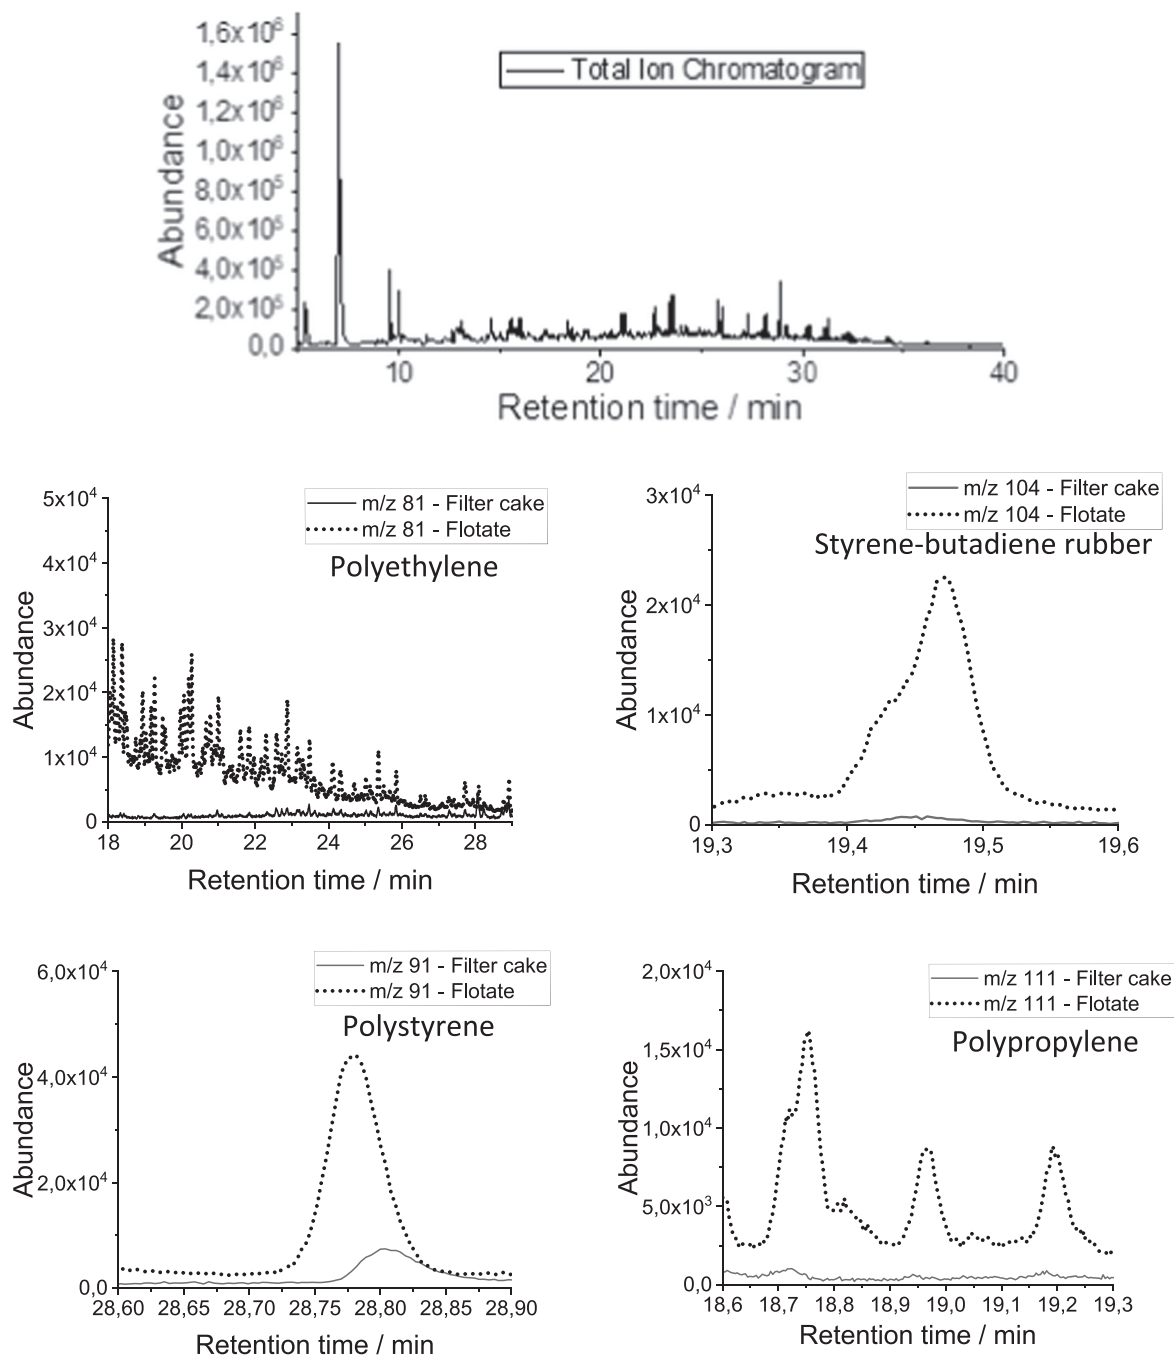 1,6x10⁶
1,4x10⁶
1,2x10⁶
1,0x10⁶
8,0x10⁵
6,0x10⁵
4,0x10⁵
2,0x10⁵
0,0
Abundance
Total Ion Chromatogram
10 20 30 40
Retention time / min
5x10⁴
4x10⁴
3x10⁴
2x10⁴
1x10⁴
0
Abundance
m/z 81 - Filter cake
m/z 81 - Flotate
Polyethylene
18 20 22 24 26 28
Retention time / min
3x10⁴
2x10⁴
1x10⁴
0
Abundance
m/z 104 - Filter cake
m/z 104 - Flotate
Styrene-butadiene rubber
19,3 19,4 19,5 19,6
Retention time / min
6,0x10⁴
4,0x10⁴
2,0x10⁴
0,0
Abundance
m/z 91 - Filter cake
m/z 91 - Flotate
Polystyrene
28,60 28,65 28,70 28,75 28,80 28,85 28,90
Retention time / min
2,0x10⁴
1,5x10⁴
1,0x10⁴
5,0x10³
0,0
Abundance
m/z 111 - Filter cake
m/z 111 - Flotate
Polypropylene
18,6 18,7 18,8 18,9 19,0 19,1 19,2 19,3
Retention time / min